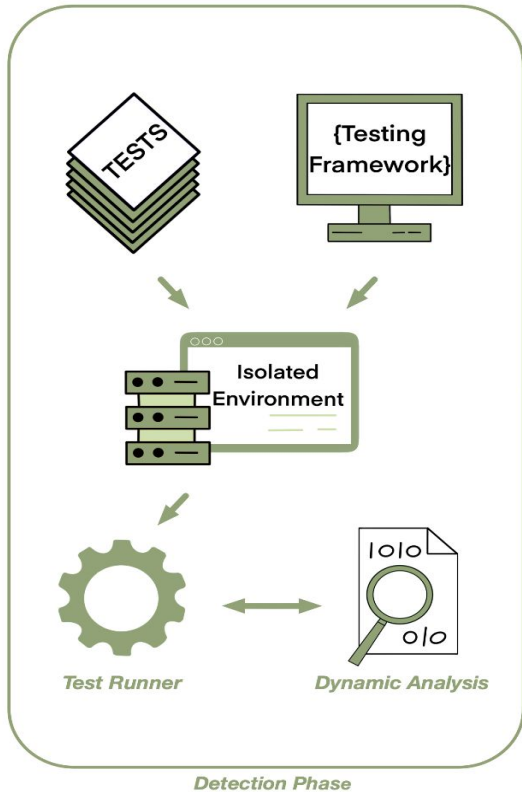 TESTS
{Testing
Framework}
Isolated
Environment
1010
010
Test Runner
Dynamic Analysis
Detection Phase